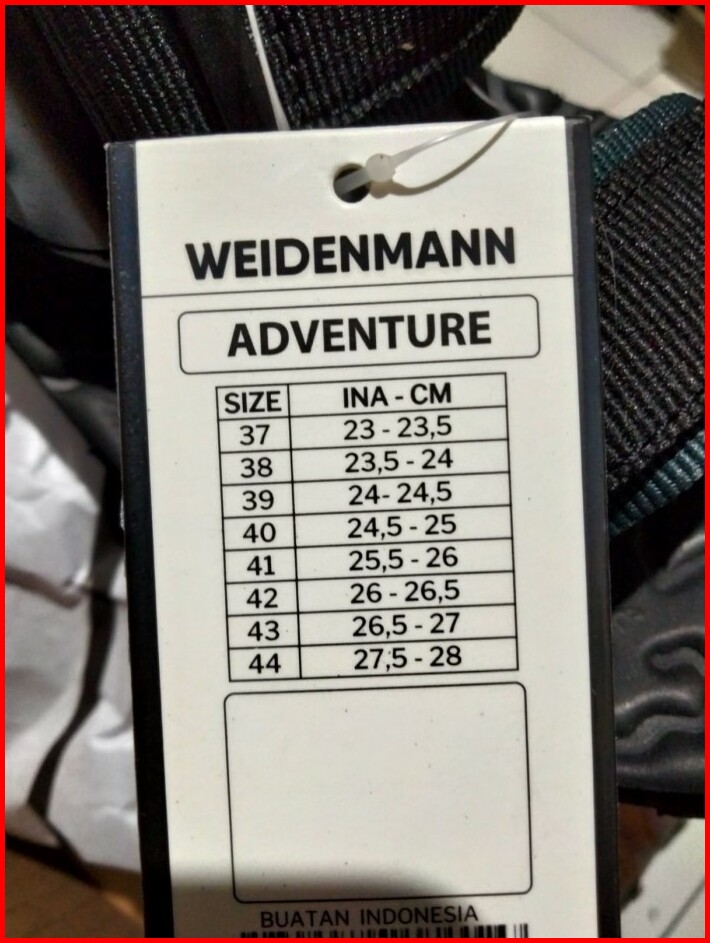 WEIDENMANN
ADVENTURE
SIZE INA - CM
37 23 - 23,5
38 23,5 - 24
39 24- 24,5
40 24,5 - 25
41 25,5 - 26
42 26 - 26,5
43 26,5 - 27
44 27,5 - 28
BUATAN INDONESIA